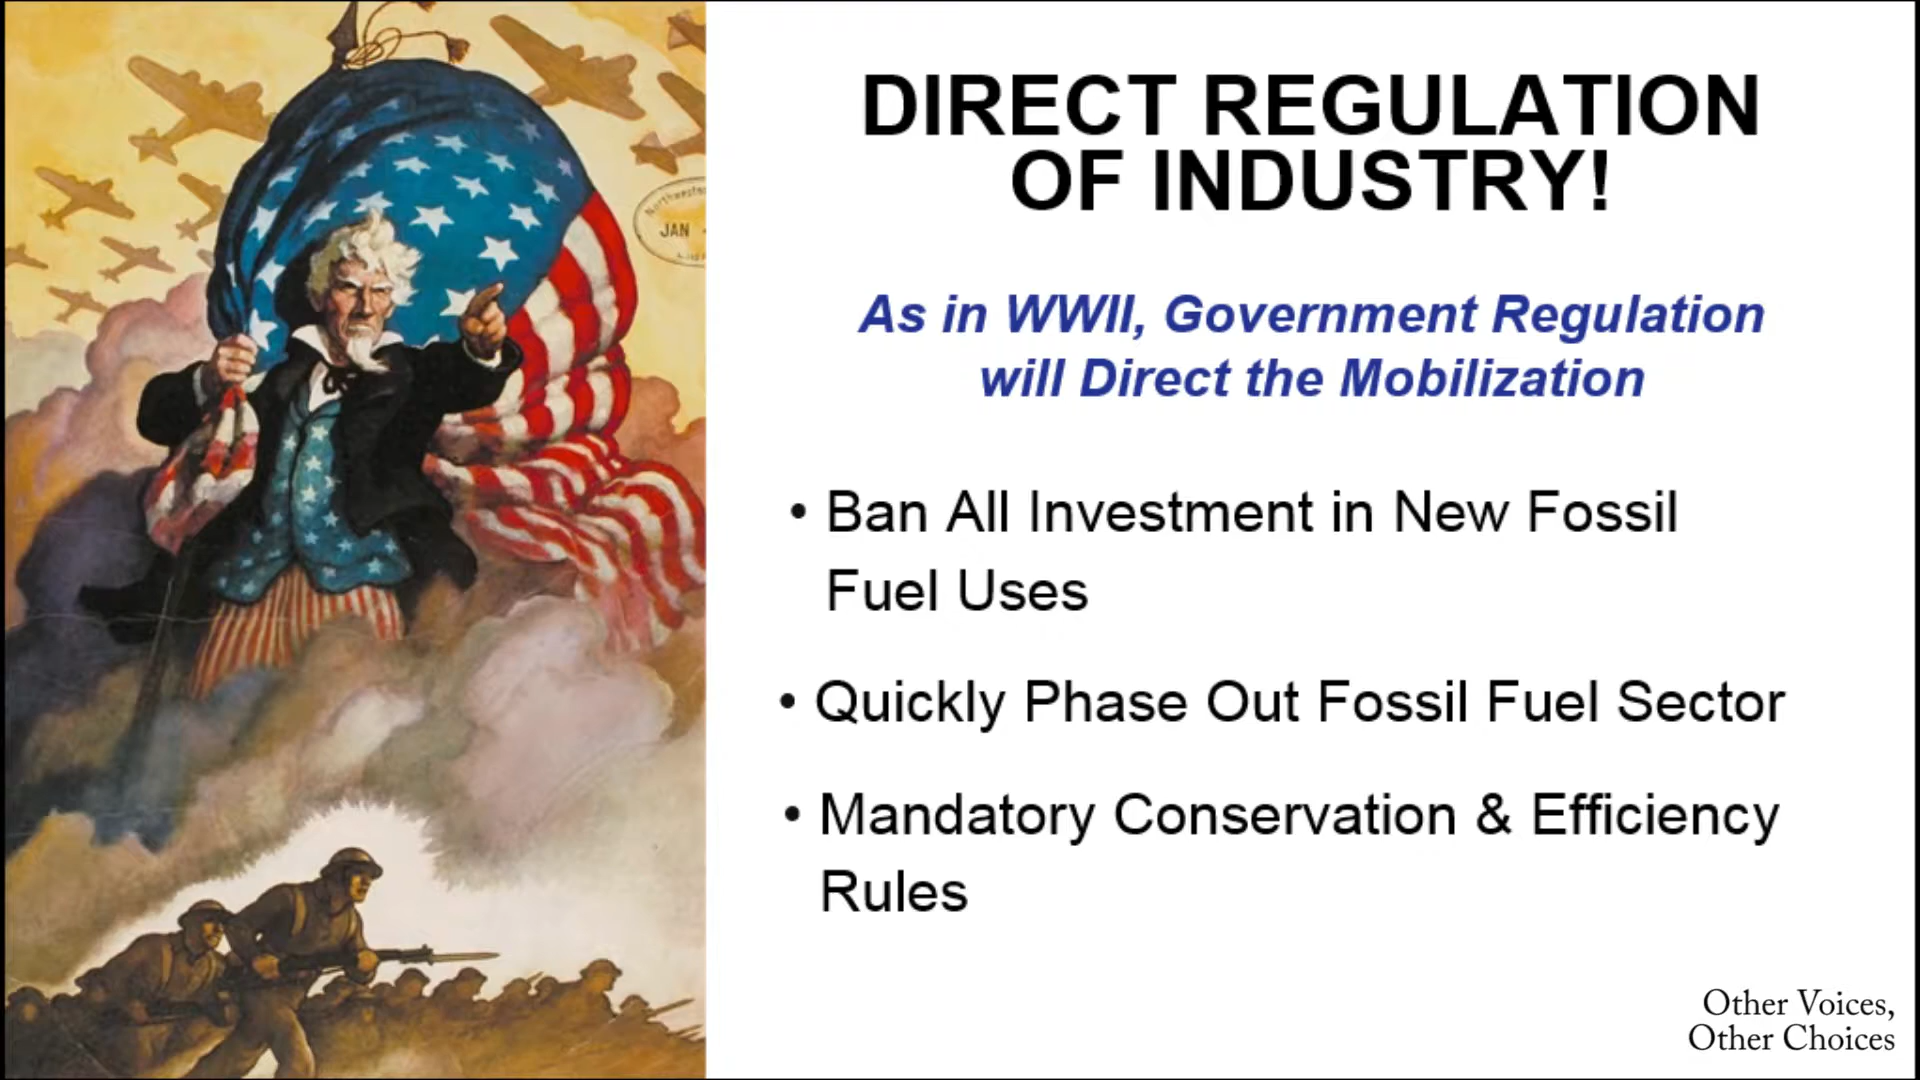 DIRECT REGULATION
OF INDUSTRY!
As in WWII, Government Regulation
will Direct the Mobilization
• Ban All Investment in New Fossil
Fuel Uses
• Quickly Phase Out Fossil Fuel Sector
• Mandatory Conservation & Efficiency
Rules
JAN
Other Voices,
Other Choices